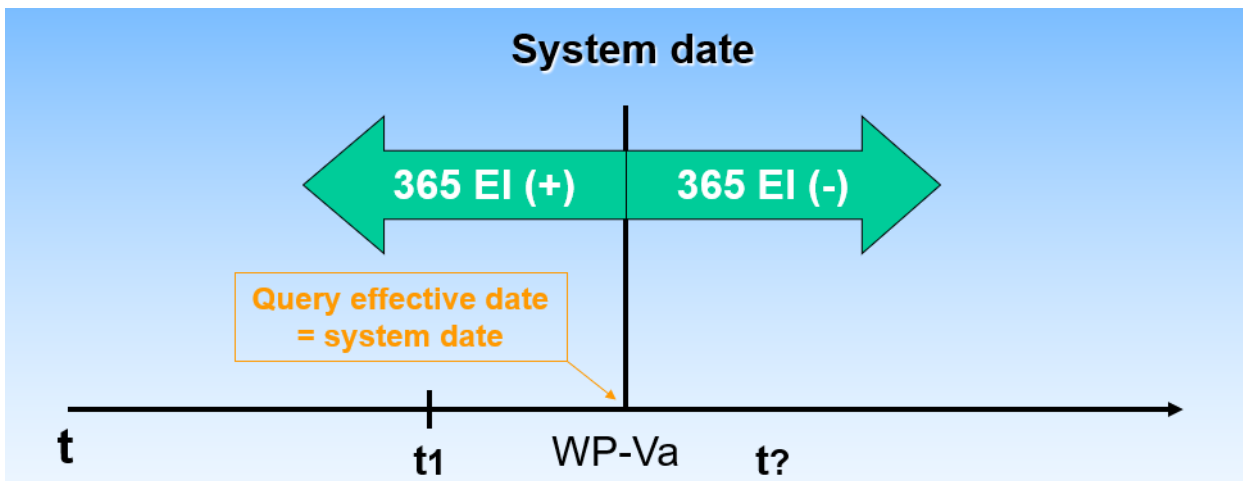 System date
365 EI (+) 365 EI (-)
Query effective date
= system date
t t1 WP-Va t?